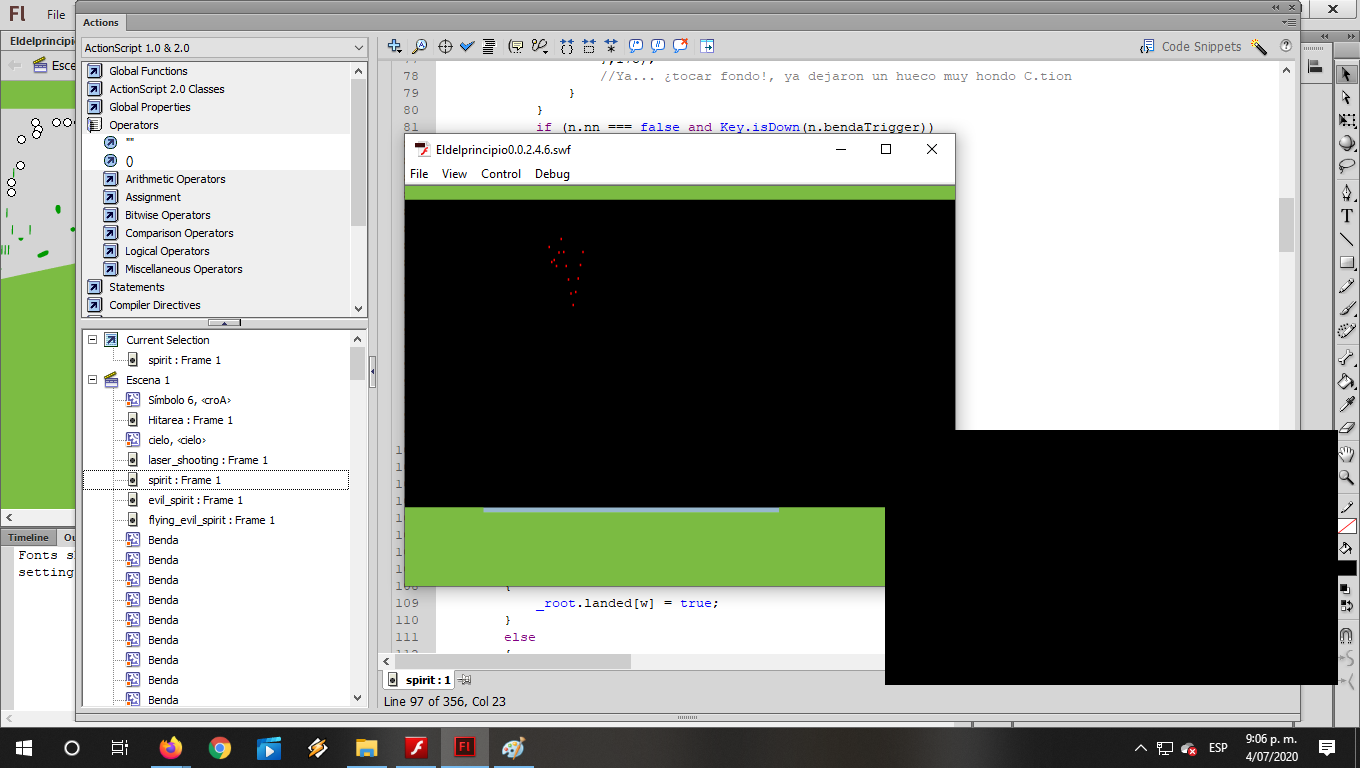 Fl File
Actions
Eldelprincipio
Esce
ActionScript 1.0 & 2.0
Code Snippets
Global Functions
ActionScript 2.0 Classes
Global Properties
Operators
""
()
Arithmetic Operators
Assignment
Bitwise Operators
Comparison Operators
Logical Operators
Miscellaneous Operators
Statements
Compiler Directives
78 //Ya... ¿tocar fondo!, ya dejaron un hueco muy hondo C.tion
79 }
80 }
81 if (n.nn === false and Key.isDown(n.bendaTrigger))
Eldelprincipio0.0.2.4.6.swf
File View Control Debug
Current Selection
spirit : Frame 1
Escena 1
Símbolo 6, <croA>
Hitarea : Frame 1
cielo, <cielo>
laser_shooting : Frame 1
spirit : Frame 1
evil_spirit : Frame 1
flying_evil_spirit : Frame 1
Benda
Benda
Benda
Benda
Benda
Benda
Benda
Benda
Benda
Timeline
Fonts s
setting
{
109 _root.landed[w] = true;
110 }
111 else
spirit : 1
Line 97 of 356, Col 23
Fl
ESP
9:06 p. m.
4/07/2020